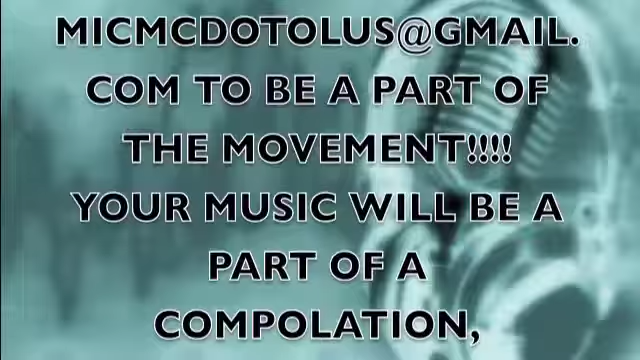 MICMCDOTOLUS@GMAIL.
COM TO BE A PART OF
THE MOVEMENT!!!!
YOUR MUSIC WILL BE A
PART OF A
COMPOLATION,